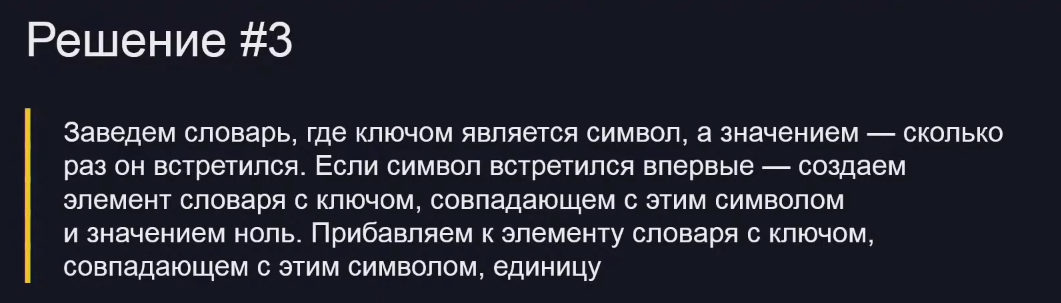 Решение #3
Заведем словарь, где ключом является символ, а значением — сколько
раз он встретился. Если символ встретился впервые — создаем
элемент словаря с ключом, совпадающем с этим символом
и значением ноль. Прибавляем к элементу словаря с ключом,
совпадающем с этим символом, единицу